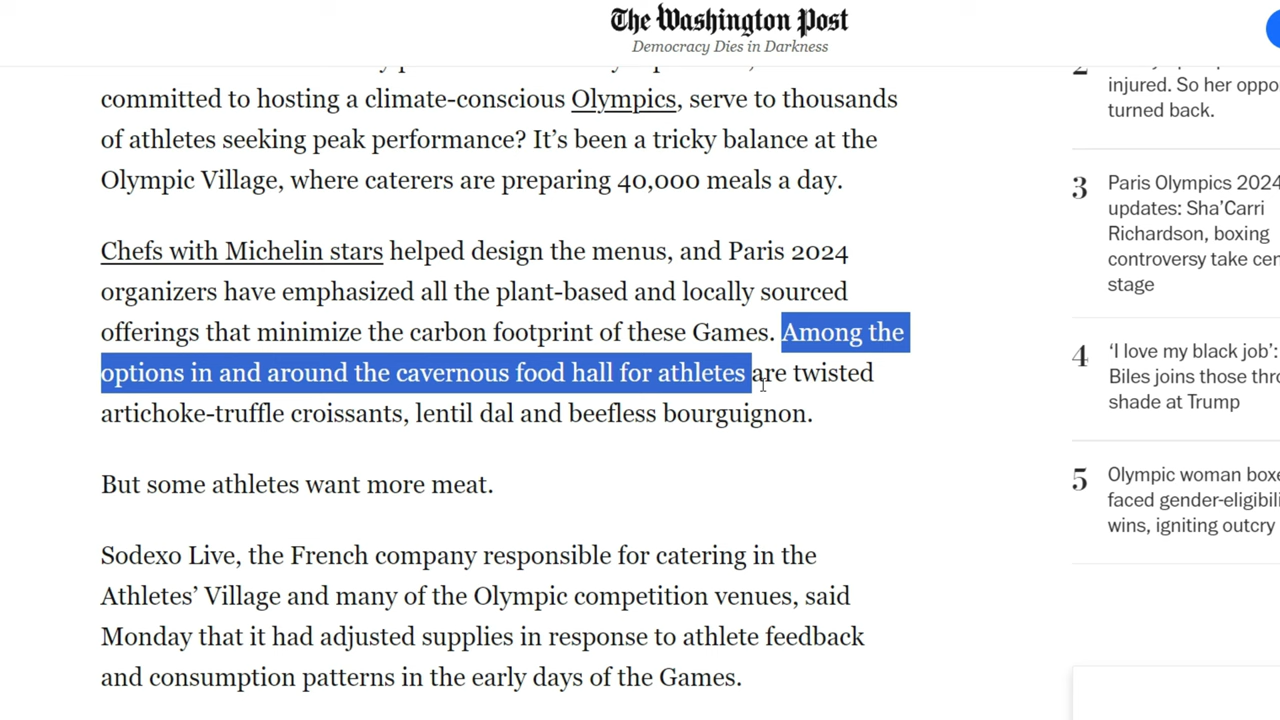 The Washington Post
Democracy Dies in Darkness
committed to hosting a climate-conscious Olympics, serve to thousands
of athletes seeking peak performance? It’s been a tricky balance at the
Olympic Village, where caterers are preparing 40,000 meals a day.
Chefs with Michelin stars helped design the menus, and Paris 2024
organizers have emphasized all the plant-based and locally sourced
offerings that minimize the carbon footprint of these Games. Among the
options in and around the cavernous food hall for athletes are twisted
artichoke-truffle croissants, lentil dal and beefless bourguignon.
But some athletes want more meat.
Sodexo Live, the French company responsible for catering in the
Athletes’ Village and many of the Olympic competition venues, said
Monday that it had adjusted supplies in response to athlete feedback
and consumption patterns in the early days of the Games.
2
injured. So her
turned back.
3
Paris Olympics 2024
updates: Sha’Carri
Richardson, boxing
controversy take
stage
4
‘I love my black job’:
Biles joins those
shade at Trump
5
Olympic woman
faced
wins, igniting outcry